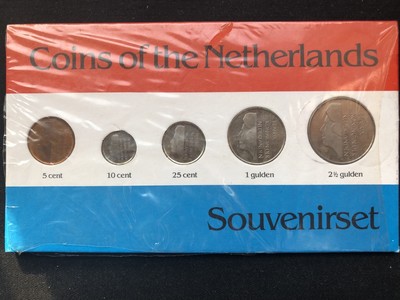 Coins of the Netherlands
5 cent 10 cent 25 cent 1 gulden 2½ gulden
Souvenirset